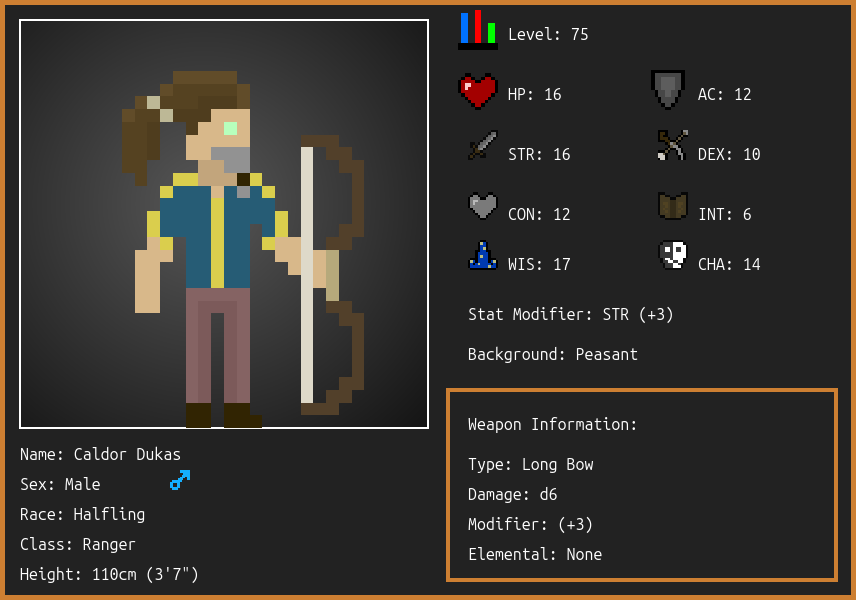 Level: 75
HP: 16
AC: 12
STR: 16
DEX: 10
CON: 12
INT: 6
WIS: 17
CHA: 14
Stat Modifier: STR (+3)
Background: Peasant
Weapon Information:
Type: Long Bow
Damage: d6
Modifier: (+3)
Elemental: None
Name: Caldor Dukas
Sex: Male
Race: Halfling
Class: Ranger
Height: 110cm (3'7")